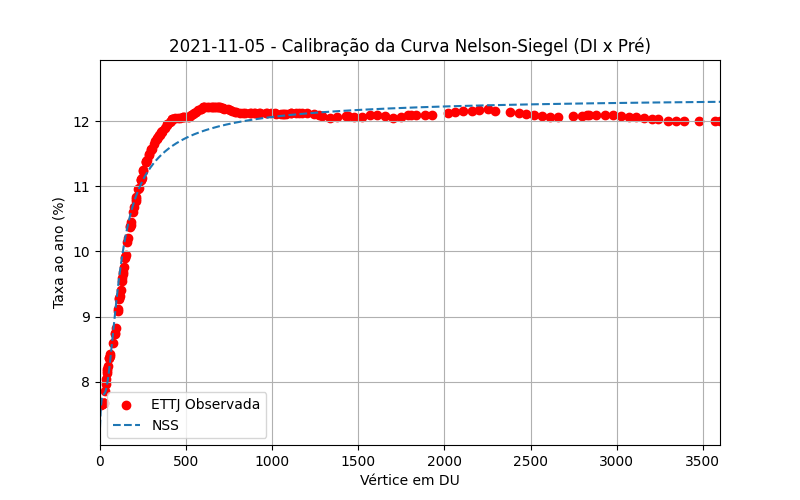 2021-11-05 - Calibração da Curva Nelson-Siegel (DI x Pré)
Taxa ao ano (%)
12
11
10
9
8
ETTJ Observada
NSS
0 500 1000 1500 2000 2500 3000 3500
Vértice em DU